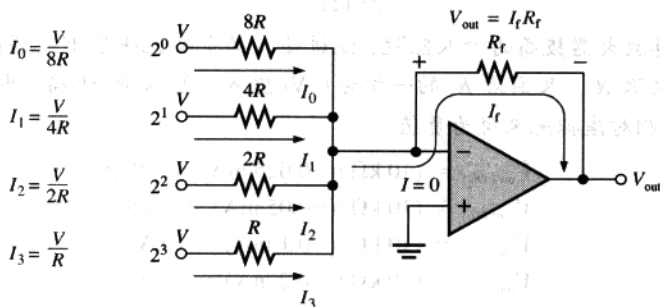 V_out = I_f R_f
8R
R_f
I_0 = V/8R
V
2^0
+
−
I_0
4R
I_f
I_1 = V/4R
V
2^1
I_1
−
2R
I = 0
V_out
I_2 = V/2R
V
2^2
+
I_2
R
I_3 = V/R
V
2^3
I_3